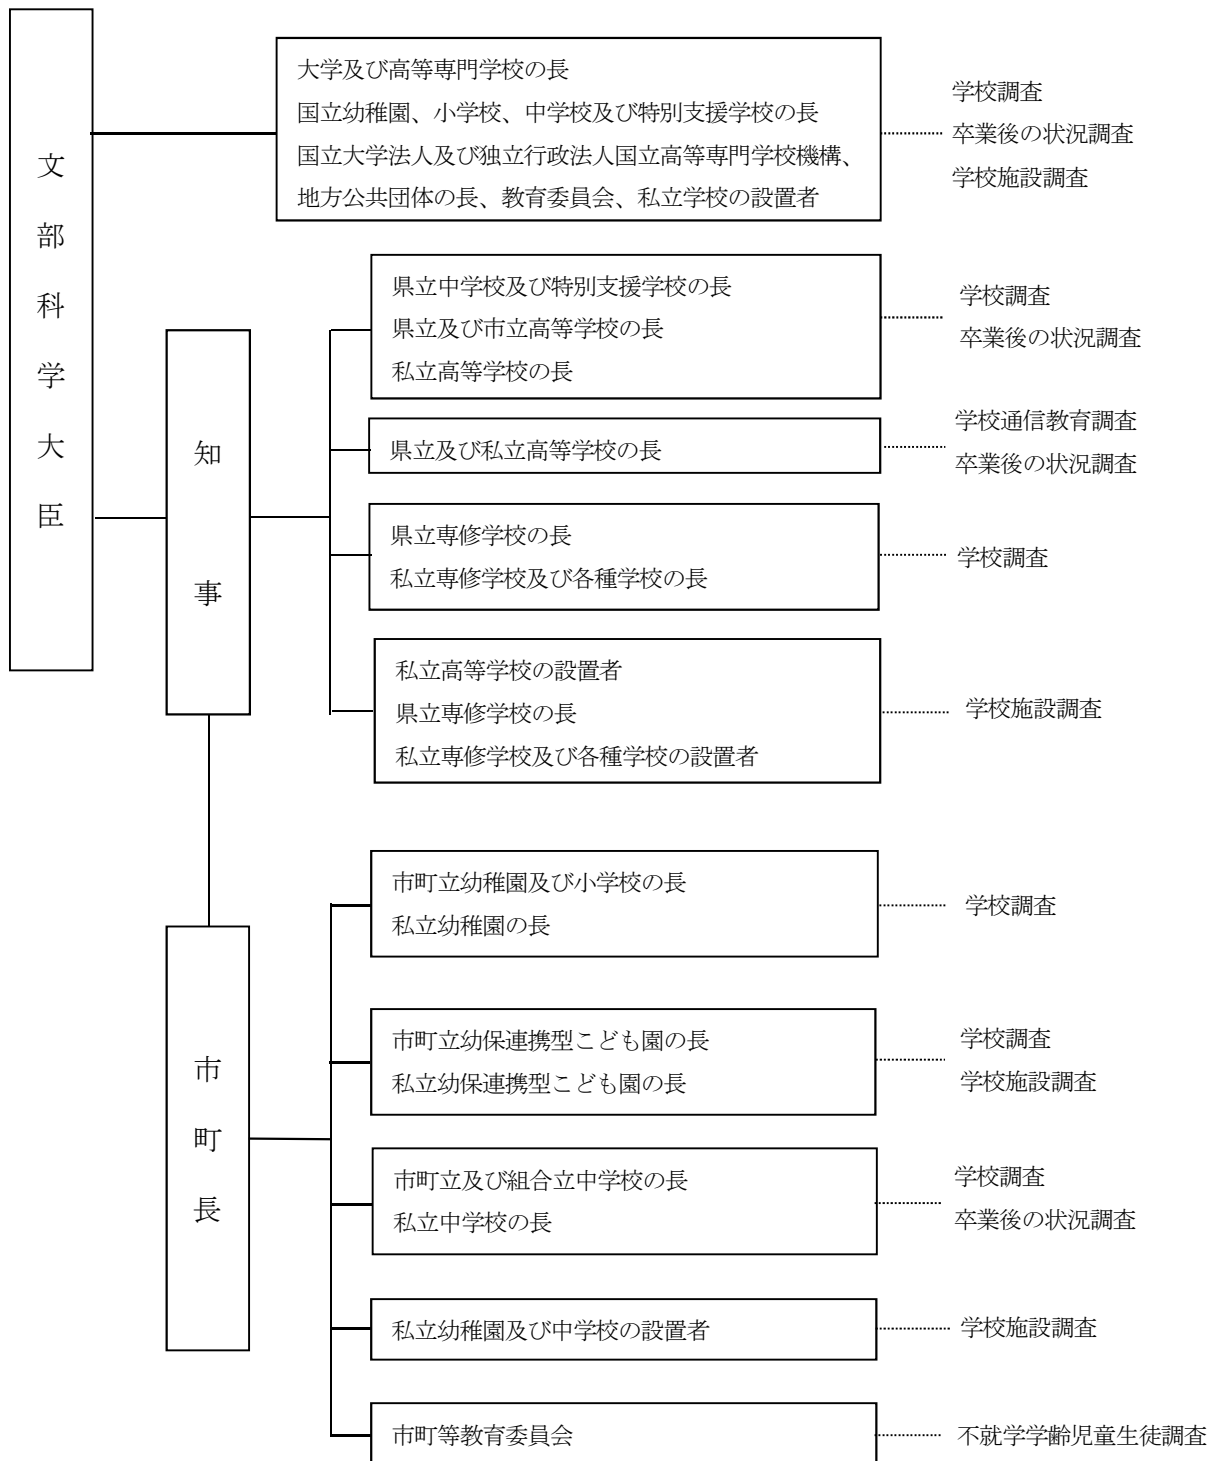 文部科学大臣
大学及び高等専門学校の長
国立幼稚園、小学校、中学校及び特別支援学校の長
国立大学法人及び独立行政法人国立高等専門学校機構、
地方公共団体の長、教育委員会、私立学校の設置者
学校調査
卒業後の状況調査
学校施設調査
知事
県立中学校及び特別支援学校の長
県立及び市立高等学校の長
私立高等学校の長
学校調査
卒業後の状況調査
県立及び私立高等学校の長
学校通信教育調査
卒業後の状況調査
県立専修学校の長
私立専修学校及び各種学校の長
学校調査
私立高等学校の設置者
県立専修学校の長
私立専修学校及び各種学校の設置者
学校施設調査
市町長
市町立幼稚園及び小学校の長
私立幼稚園の長
学校調査
市町立幼保連携型こども園の長
私立幼保連携型こども園の長
学校調査
学校施設調査
市町立及び組合立中学校の長
私立中学校の長
学校調査
卒業後の状況調査
私立幼稚園及び中学校の設置者
学校施設調査
市町等教育委員会
不就学学齢児童生徒調査